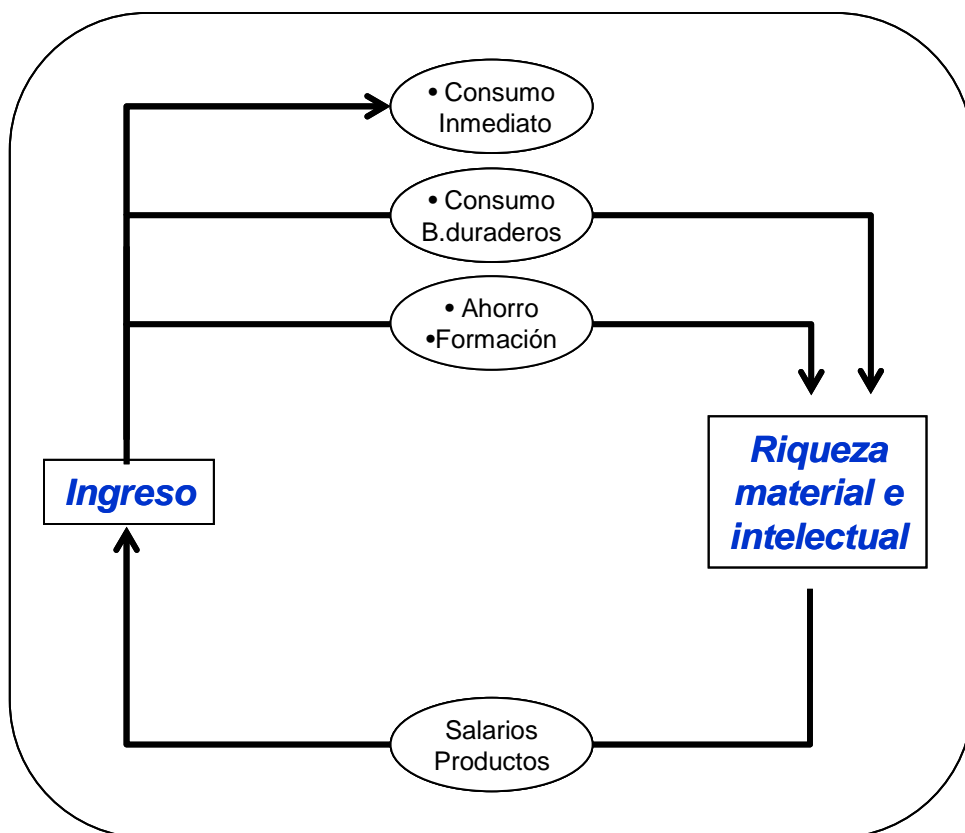 • Consumo
Inmediato
• Consumo
B.duraderos
• Ahorro
•Formación
Ingreso
Riqueza
material e
intelectual
Salarios
Productos